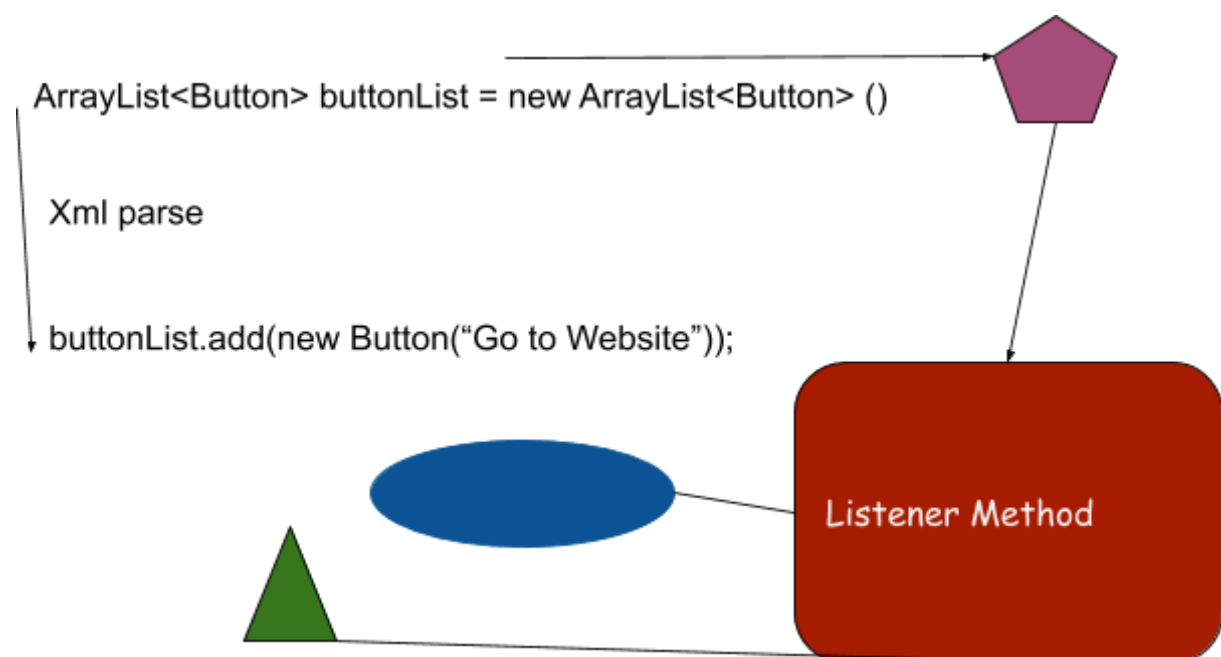 ArrayList<Button> buttonList = new ArrayList<Button> ()
Xml parse
buttonList.add(new Button(“Go to Website”));
Listener Method